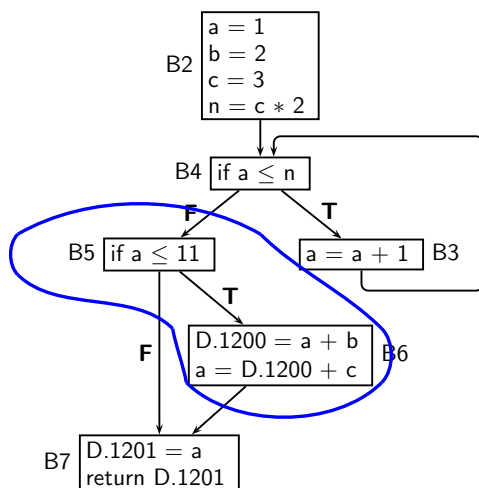 B2
a = 1
b = 2
c = 3
n = c ∗ 2
B4
if a ≤ n
F
T
B5
if a ≤ 11
a = a + 1
B3
T
F
D.1200 = a + b
a = D.1200 + c
B6
B7
D.1201 = a
return D.1201